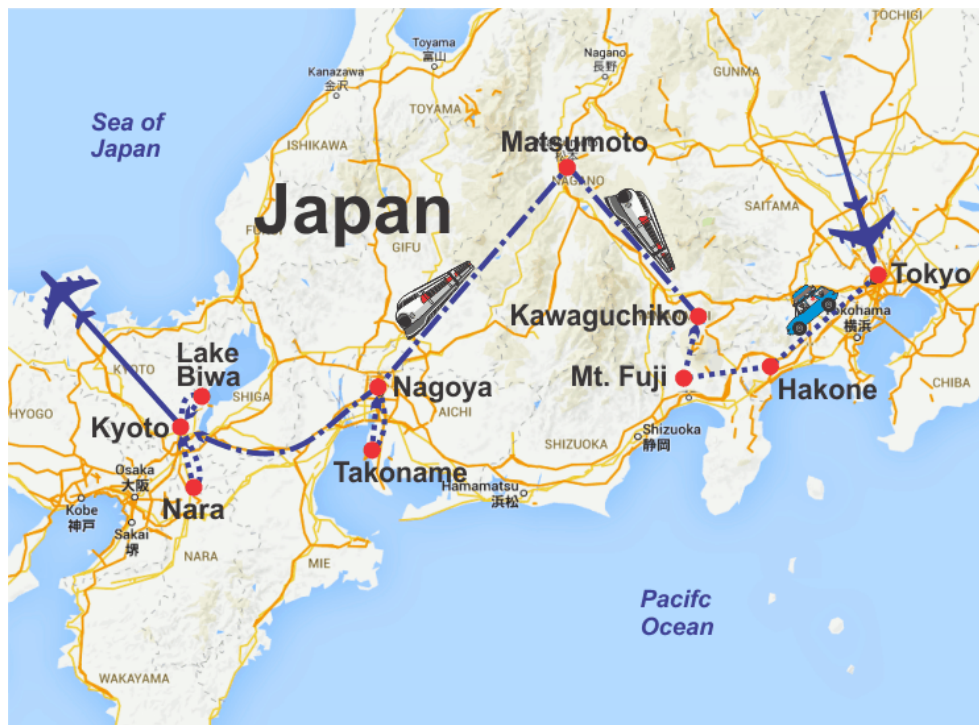 TOCHIGI
Toyama
富山
Nagano
長野
Kanazawa
金沢
GUNMA
TOYAMA
Sea of
Japan
ISHIKAWA
Matsumoto
松本
NAGANO
Japan
SAITAMA
GIFU
Tokyo
Kawaguchiko
Yokohama
横浜
Lake
Biwa
KYOTO
SHIGA
Nagoya
Mt. Fuji
Hakone
CHIBA
HYOGO
AICHI
Kyoto
Shizuoka
静岡
SHIZUOKA
Takoname
Osaka
大阪
Hamamatsu
浜松
Kobe
神戸
Nara
Sakai
堺
NARA
MIE
Pacifc
Ocean
WAKAYAMA